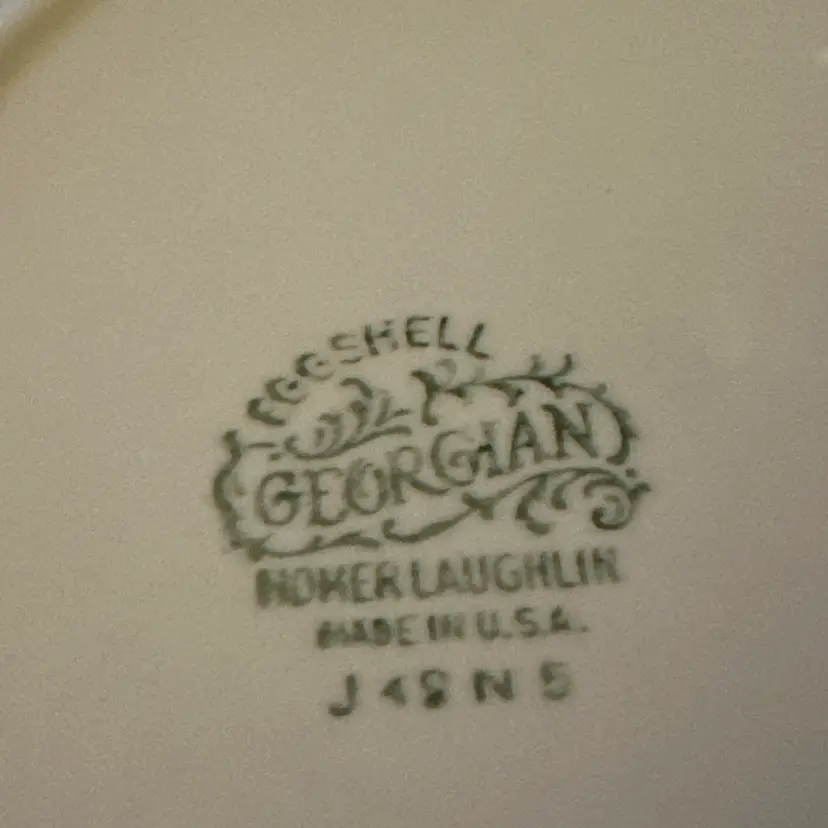 EGGSHELL
GEORGIAN
HOMER LAUGHLIN
MADE IN U.S.A.
J 48 N 5